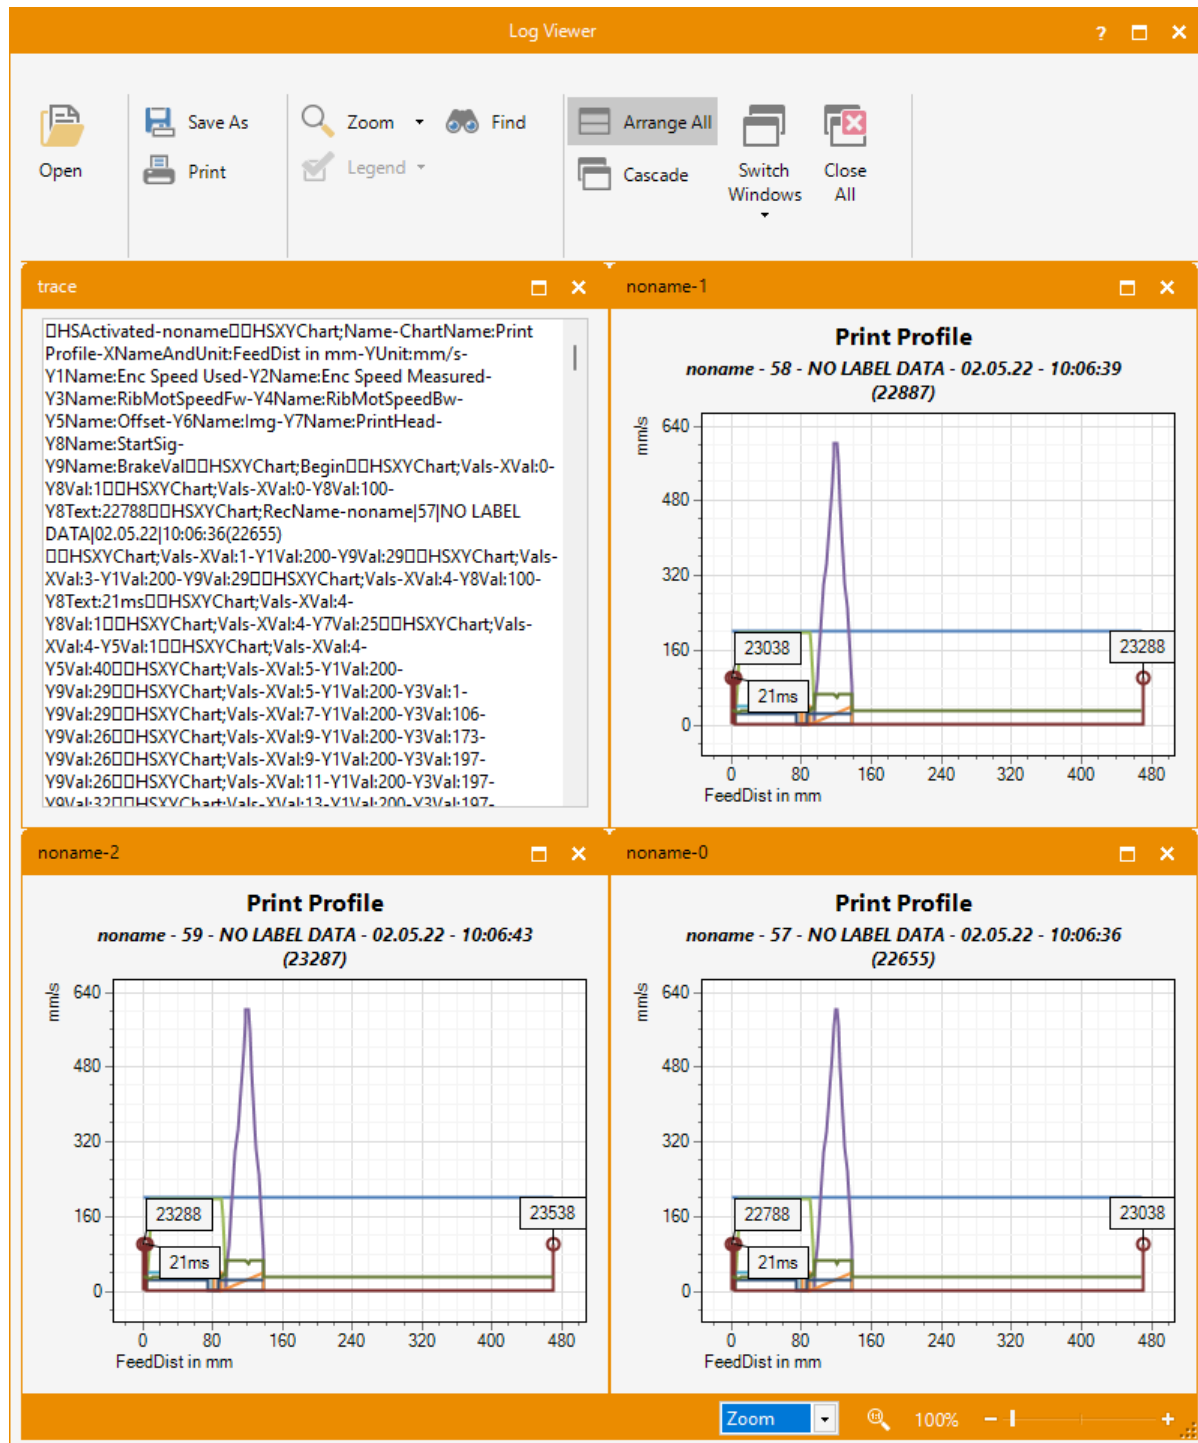 Log Viewer
?
Open
Save As
Print
Zoom
Find
Legend
Arrange All
Cascade
Switch
Windows
Close
All
trace
▯HSActivated-noname▯▯HSXYChart;Name-ChartName:Print
Profile-XNameAndUnit:FeedDist in mm-YUnit:mm/s-
Y1Name:Enc Speed Used-Y2Name:Enc Speed Measured-
Y3Name:RibMotSpeedFw-Y4Name:RibMotSpeedBw-
Y5Name:Offset-Y6Name:Img-Y7Name:PrintHead-
Y8Name:StartSig-
Y9Name:BrakeVal▯▯HSXYChart;Begin▯▯HSXYChart;Vals-XVal:0-
Y8Val:1▯▯HSXYChart;Vals-XVal:0-Y8Val:100-
Y8Text:22788▯▯HSXYChart;RecName-noname|57|NO LABEL
DATA|02.05.22|10:06:36(22655)
▯▯HSXYChart;Vals-XVal:1-Y1Val:200-Y9Val:29▯▯HSXYChart;Vals-
XVal:3-Y1Val:200-Y9Val:29▯▯HSXYChart;Vals-XVal:4-Y8Val:100-
Y8Text:21ms▯▯HSXYChart;Vals-XVal:4-
Y8Val:1▯▯HSXYChart;Vals-XVal:4-Y7Val:25▯▯HSXYChart;Vals-
XVal:4-Y5Val:1▯▯HSXYChart;Vals-XVal:4-
Y5Val:40▯▯HSXYChart;Vals-XVal:5-Y1Val:200-
Y9Val:29▯▯HSXYChart;Vals-XVal:5-Y1Val:200-Y3Val:1-
Y9Val:29▯▯HSXYChart;Vals-XVal:7-Y1Val:200-Y3Val:106-
Y9Val:26▯▯HSXYChart;Vals-XVal:9-Y1Val:200-Y3Val:173-
Y9Val:26▯▯HSXYChart;Vals-XVal:9-Y1Val:200-Y3Val:197-
Y9Val:26▯▯HSXYChart;Vals-XVal:11-Y1Val:200-Y3Val:197-
Y9Val:32▯▯HSXYChart;Vals-XVal:13-Y1Val:200-Y3Val:197-
noname-1
Print Profile
noname - 58 - NO LABEL DATA - 02.05.22 - 10:06:39
(22887)
mm/s
640
480
320
160
0
23038
21ms
23288
0 80 160 240 320 400 480
FeedDist in mm
noname-2
Print Profile
noname - 59 - NO LABEL DATA - 02.05.22 - 10:06:43
(23287)
mm/s
640
480
320
160
0
23288
21ms
23538
0 80 160 240 320 400 480
FeedDist in mm
noname-0
Print Profile
noname - 57 - NO LABEL DATA - 02.05.22 - 10:06:36
(22655)
mm/s
640
480
320
160
0
22788
21ms
23038
0 80 160 240 320 400 480
FeedDist in mm
Zoom
100%